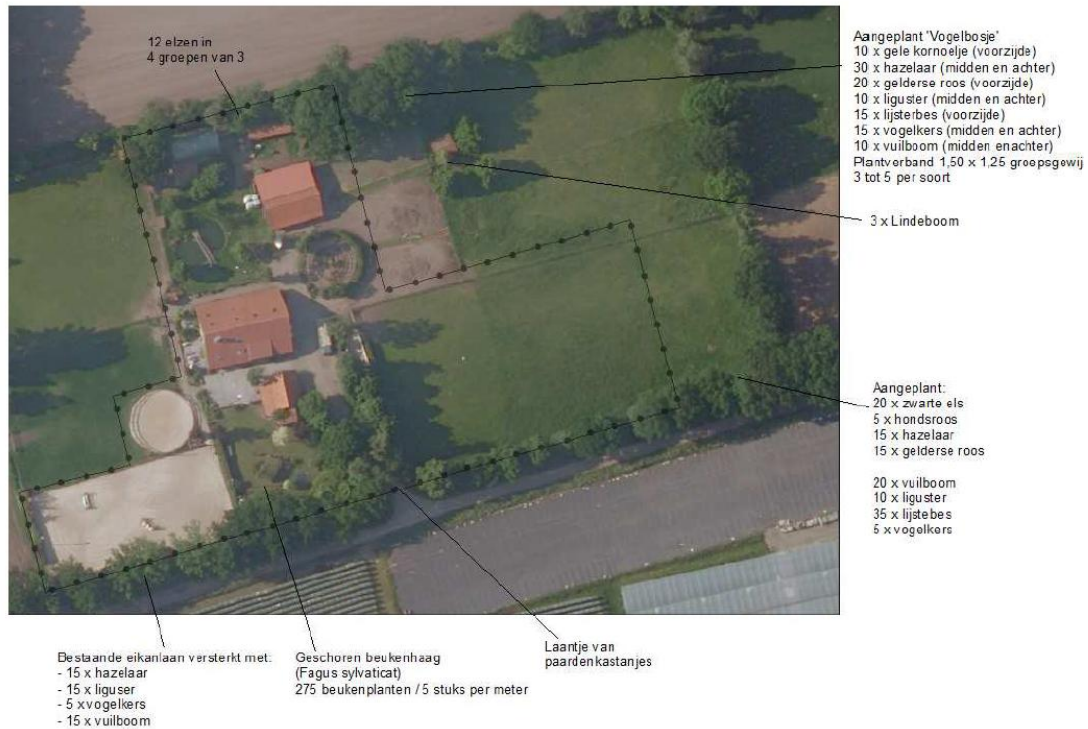 12 elzen in
4 groepen van 3
Aangeplant 'Vogelbosje'
10 x gele kornoelje (voorzijde)
30 x hazelaar (midden en achter)
20 x gelderse roos (voorzijde)
10 x liguster (midden en achter)
15 x lijsterbes (voorzijde)
15 x vogelkers (midden en achter)
10 x vuilboom (midden enachter)
Plantverband 1,50 x 1,25 groepsgewij
3 tot 5 per soort
3 x Lindeboom
Aangeplant:
20 x zwarte els
5 x hondsroos
15 x hazelaar
15 x gelderse roos
20 x vuilboom
10 x liguster
35 x lijstebes
5 x vogelkers
Bestaande eikanlaan versterkt met:
- 15 x hazelaar
- 15 x liguser
- 5 x vogelkers
- 15 x vuilboom
Geschoren beukenhaag
(Fagus sylvaticat)
275 beukenplanten / 5 stuks per meter
Laantje van
paardenkastanjes